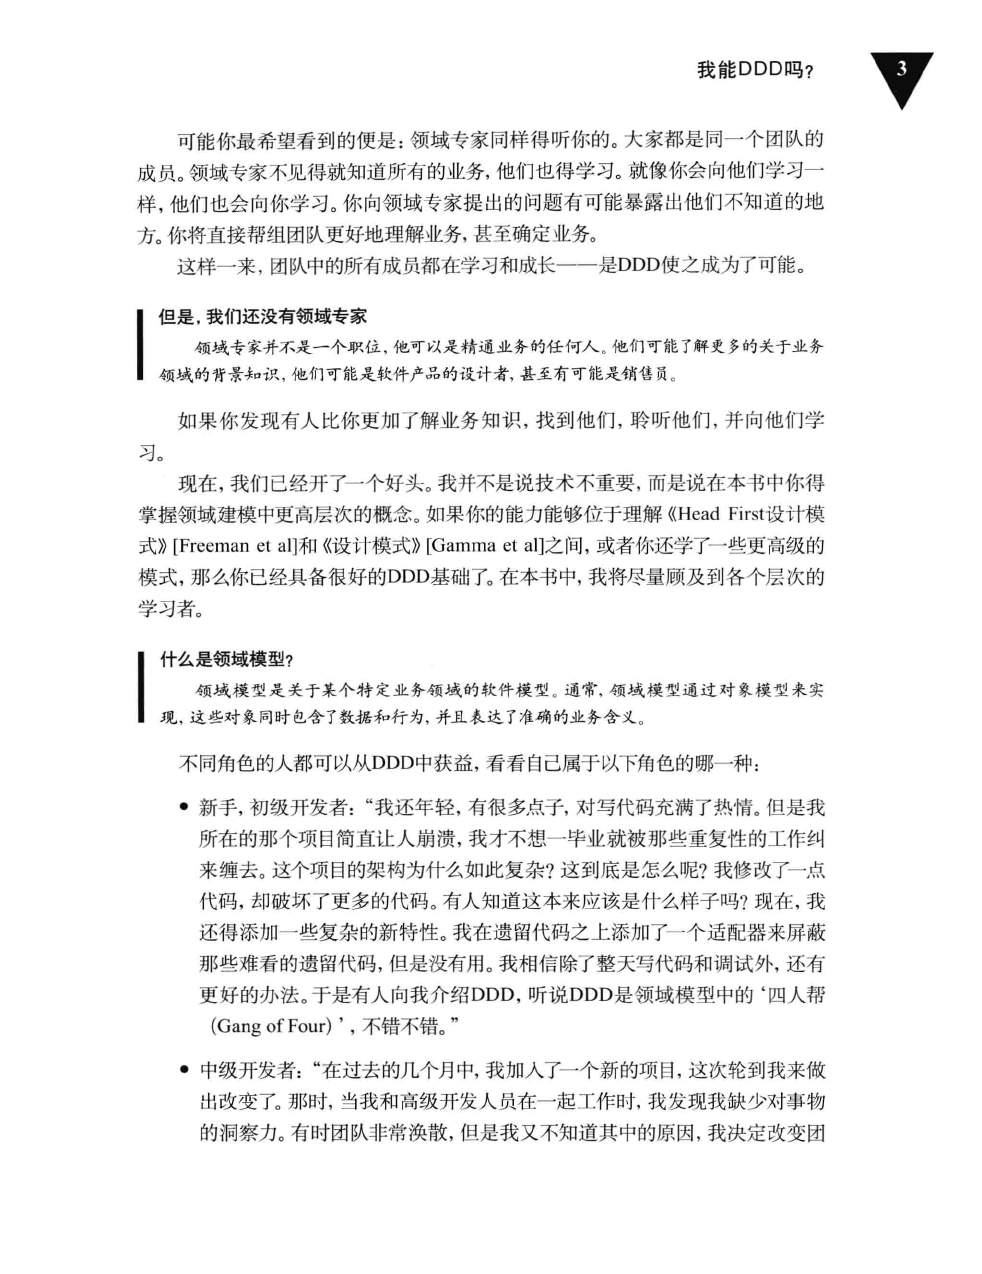 我能DDD吗?
3
可能你最希望看到的便是：领域专家同样得听你的。大家都是同一个团队的
成员。领域专家不见得就知道所有的业务，他们也得学习。就像你会向他们学习一
样，他们也会向你学习。你向领域专家提出的问题有可能暴露出他们不知道的地
方。你将直接帮组团队更好地理解业务，甚至确定业务。
这样一来，团队中的所有成员都在学习和成长——是DDD使之成为了可能。
但是，我们还没有领域专家
领域专家并不是一个职位，他可以是精通业务的任何人。他们可能了解更多的关于业务
领域的背景知识，他们可能是软件产品的设计者，甚至有可能是销售员。
如果你发现有人比你更加了解业务知识，找到他们，聆听他们，并向他们学
习。
现在，我们已经开了一个好头。我并不是说技术不重要，而是说在本书中你得
掌握领域建模中更高层次的概念。如果你的能力能够位于理解《Head First设计模
式》[Freeman et al]和《设计模式》[Gamma et al]之间，或者你还学了一些更高级的
模式，那么你已经具备很好的DDD基础了。在本书中，我将尽量顾及到各个层次的
学习者。
什么是领域模型?
领域模型是关于某个特定业务领域的软件模型。通常，领域模型通过对象模型来实
现，这些对象同时包含了数据和行为，并且表达了准确的业务含义。
不同角色的人都可以从DDD中获益，看看自己属于以下角色的哪一种：
• 新手，初级开发者：“我还年轻，有很多点子，对写代码充满了热情。但是我
所在的那个项目简直让人崩溃，我才不想一毕业就被那些重复性的工作纠
来缠去。这个项目的架构为什么如此复杂? 这到底是怎么呢? 我修改了一点
代码，却破坏了更多的代码。有人知道这本来应该是什么样子吗? 现在，我
还得添加一些复杂的新特性。我在遗留代码之上添加了一个适配器来屏蔽
那些难看的遗留代码，但是没有用。我相信除了整天写代码和调试外，还有
更好的办法。于是有人向我介绍DDD，听说DDD是领域模型中的‘四人帮
（Gang of Four）’，不错不错。”
• 中级开发者：“在过去的几个月中，我加入了一个新的项目，这次轮到我来做
出改变了。那时，当我和高级开发人员在一起工作时，我发现我缺少对事物
的洞察力。有时团队非常涣散，但是我又不知道其中的原因，我决定改变团